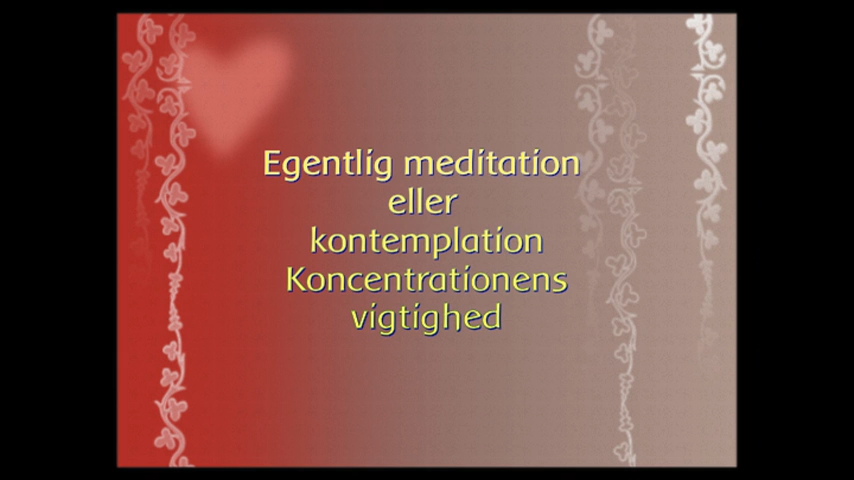 Egentlig meditation
eller
kontemplation
Koncentrationens
vigtighed